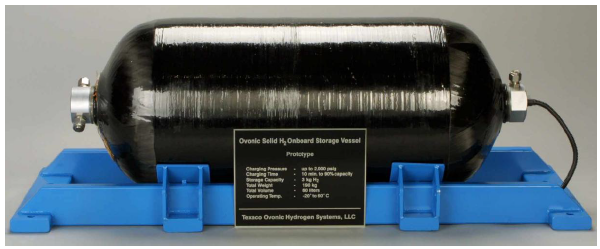 Ovonic Solid H₂ Onboard Storage Vessel
Prototype
Charging Pressure - up to 2,000 psig
Charging Time - 10 min. to 90% capacity
Storage Capacity - 3 kg H₂
Total Weight - 190 kg
Total Volume - 90 liters
Operating Temp. - -20° to 60° C
Texaco Ovonic Hydrogen Systems, LLC